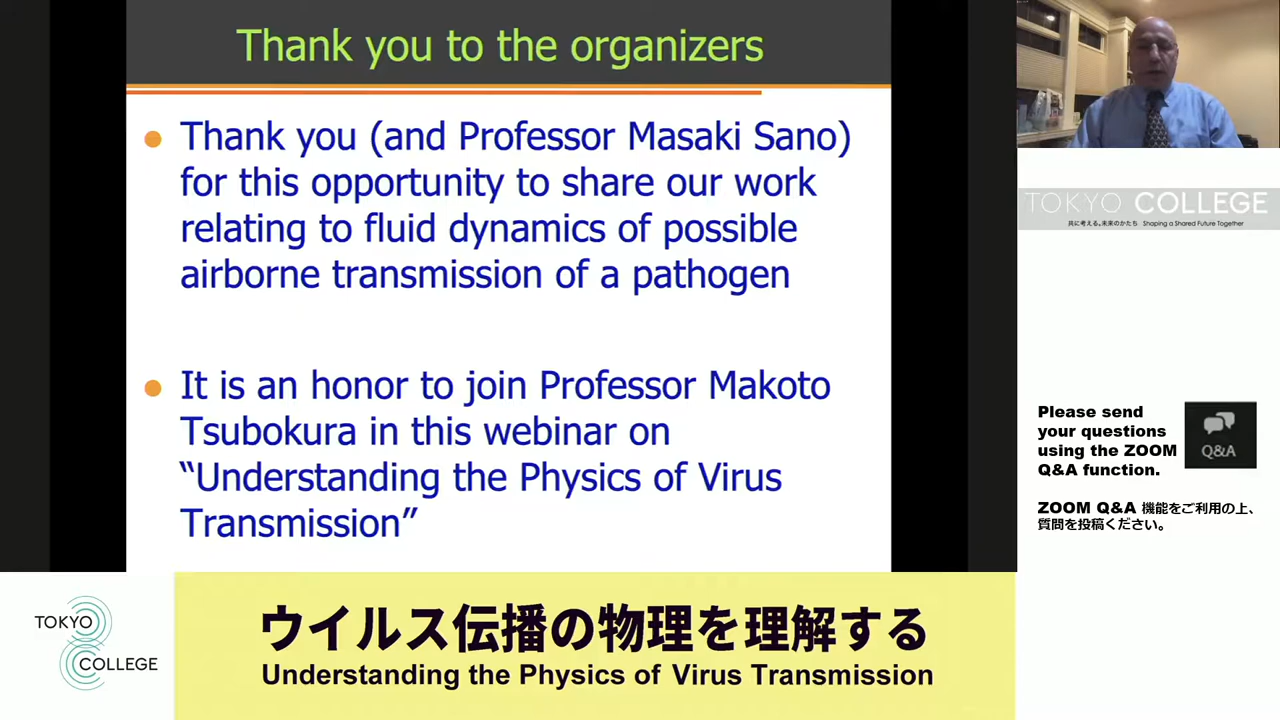 Thank you to the organizers
Thank you (and Professor Masaki Sano)
for this opportunity to share our work
relating to fluid dynamics of possible
airborne transmission of a pathogen
It is an honor to join Professor Makoto
Tsubokura in this webinar on
“Understanding the Physics of Virus
Transmission”
TOKYO COLLEGE
共に考える、未来のかたち Shaping a Shared Future Together
Please send
your questions
using the ZOOM
Q&A function.
Q&A
ZOOM Q&A 機能をご利用の上、
質問を投稿ください。
TOKYO
COLLEGE
ウイルス伝播の物理を理解する
Understanding the Physics of Virus Transmission